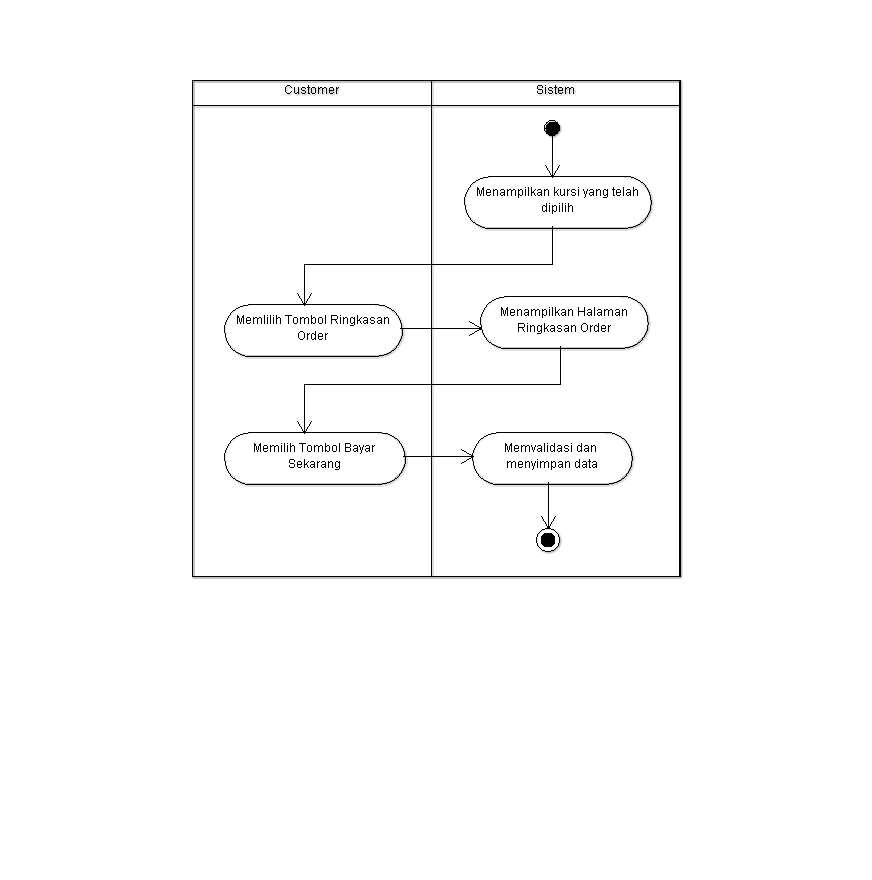 Customer
Sistem
Menampilkan kursi yang telah
dipilih
Memlilih Tombol Ringkasan
Order
Menampilkan Halaman
Ringkasan Order
Memilih Tombol Bayar
Sekarang
Memvalidasi dan
menyimpan data